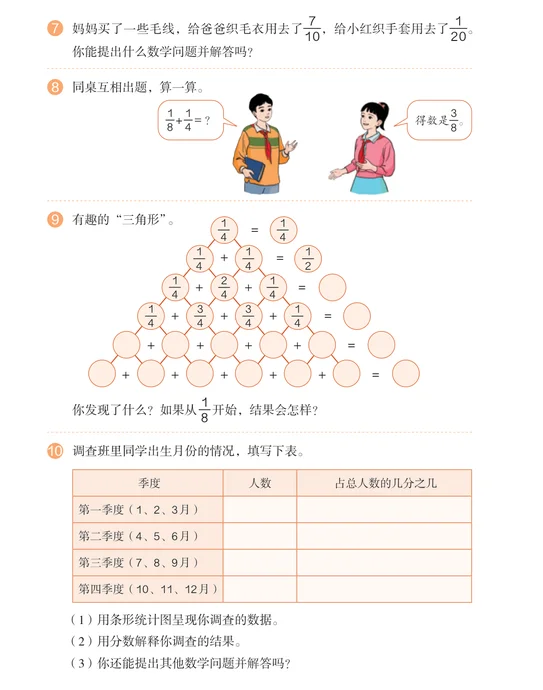 7 妈妈买了一些毛线，给爸爸织毛衣用去了7/10，给小红织手套用去了1/20。
你能提出什么数学问题并解答吗？
8 同桌互相出题，算一算。
1/8+1/4=？
得数是3/8。
9 有趣的“三角形”。
1/4 = 1/4
1/4 + 1/4 = 1/2
1/4 + 2/4 + 1/4 =
1/4 + 3/4 + 3/4 + 1/4 =
+ + + + =
+ + + + + =
你发现了什么？如果从1/8开始，结果会怎样？
10 调查班里同学出生月份的情况，填写下表。
季度 人数 占总人数的几分之几
第一季度（1、2、3月）
第二季度（4、5、6月）
第三季度（7、8、9月）
第四季度（10、11、12月）
（1）用条形统计图呈现你调查的数据。
（2）用分数解释你调查的结果。
（3）你还能提出其他数学问题并解答吗？